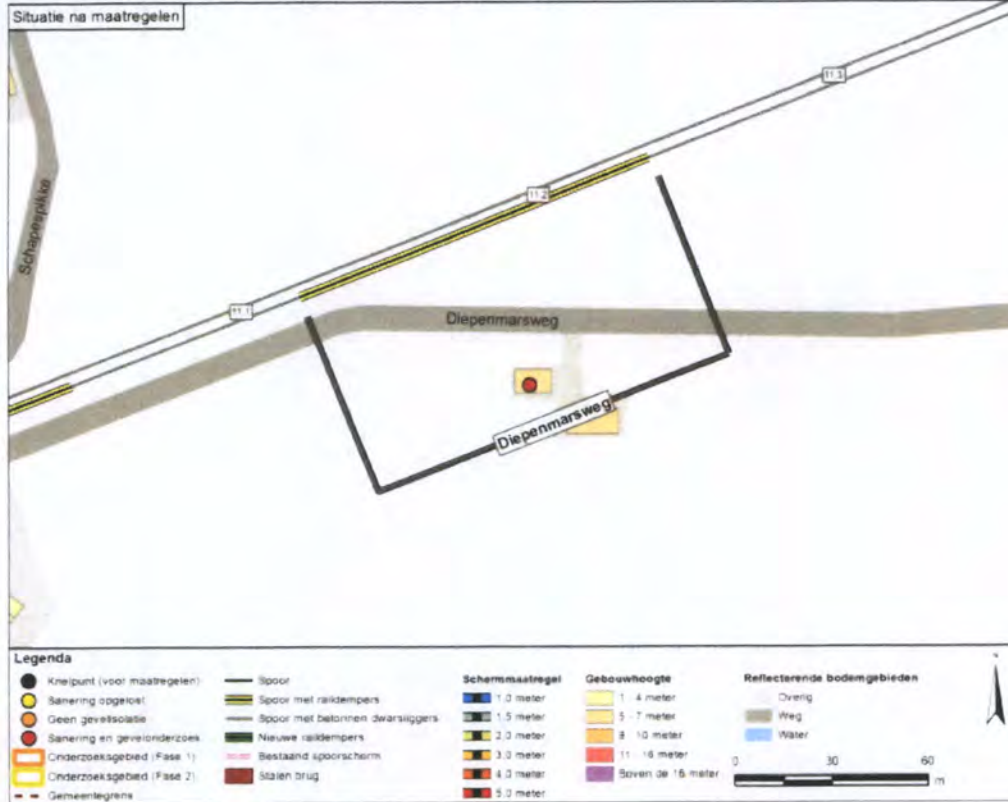 Situatie na maatregelen
11.3
11.2
Schapespikke
11.1
Diepenmarsweg
Diepenmarsweg
Legenda
Knelpunt (voor maatregelen)
Sanering opgelost
Geen gevelisolatie
Sanering en gevelonderzoek
Onderzoeksgebied (Fase 1)
Onderzoeksgebied (Fase 2)
Gemeentegrens
Spoor
Spoor met raildempers
Spoor met betonnen dwarsliggers
Nieuwe raildempers
Bestaand spoorscherm
Stalen brug
Schermmaatregel
1.0 meter
1.5 meter
2.0 meter
3.0 meter
4.0 meter
5.0 meter
Gebouwhoogte
1 - 4 meter
5 - 7 meter
8 - 10 meter
11 - 16 meter
Boven de 16 meter
Reflecterende bodemgebieden
Overig
Weg
Water
0 30 60
m